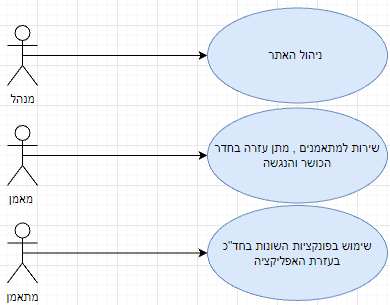 ניהול האתר
מנהל
שירות למתאמנים , מתן עזרה בחדר
הכושר והנגשה
מאמן
שימוש בפונקציות השונות בחד"כ
בעזרת האפליקציה
מתאמן